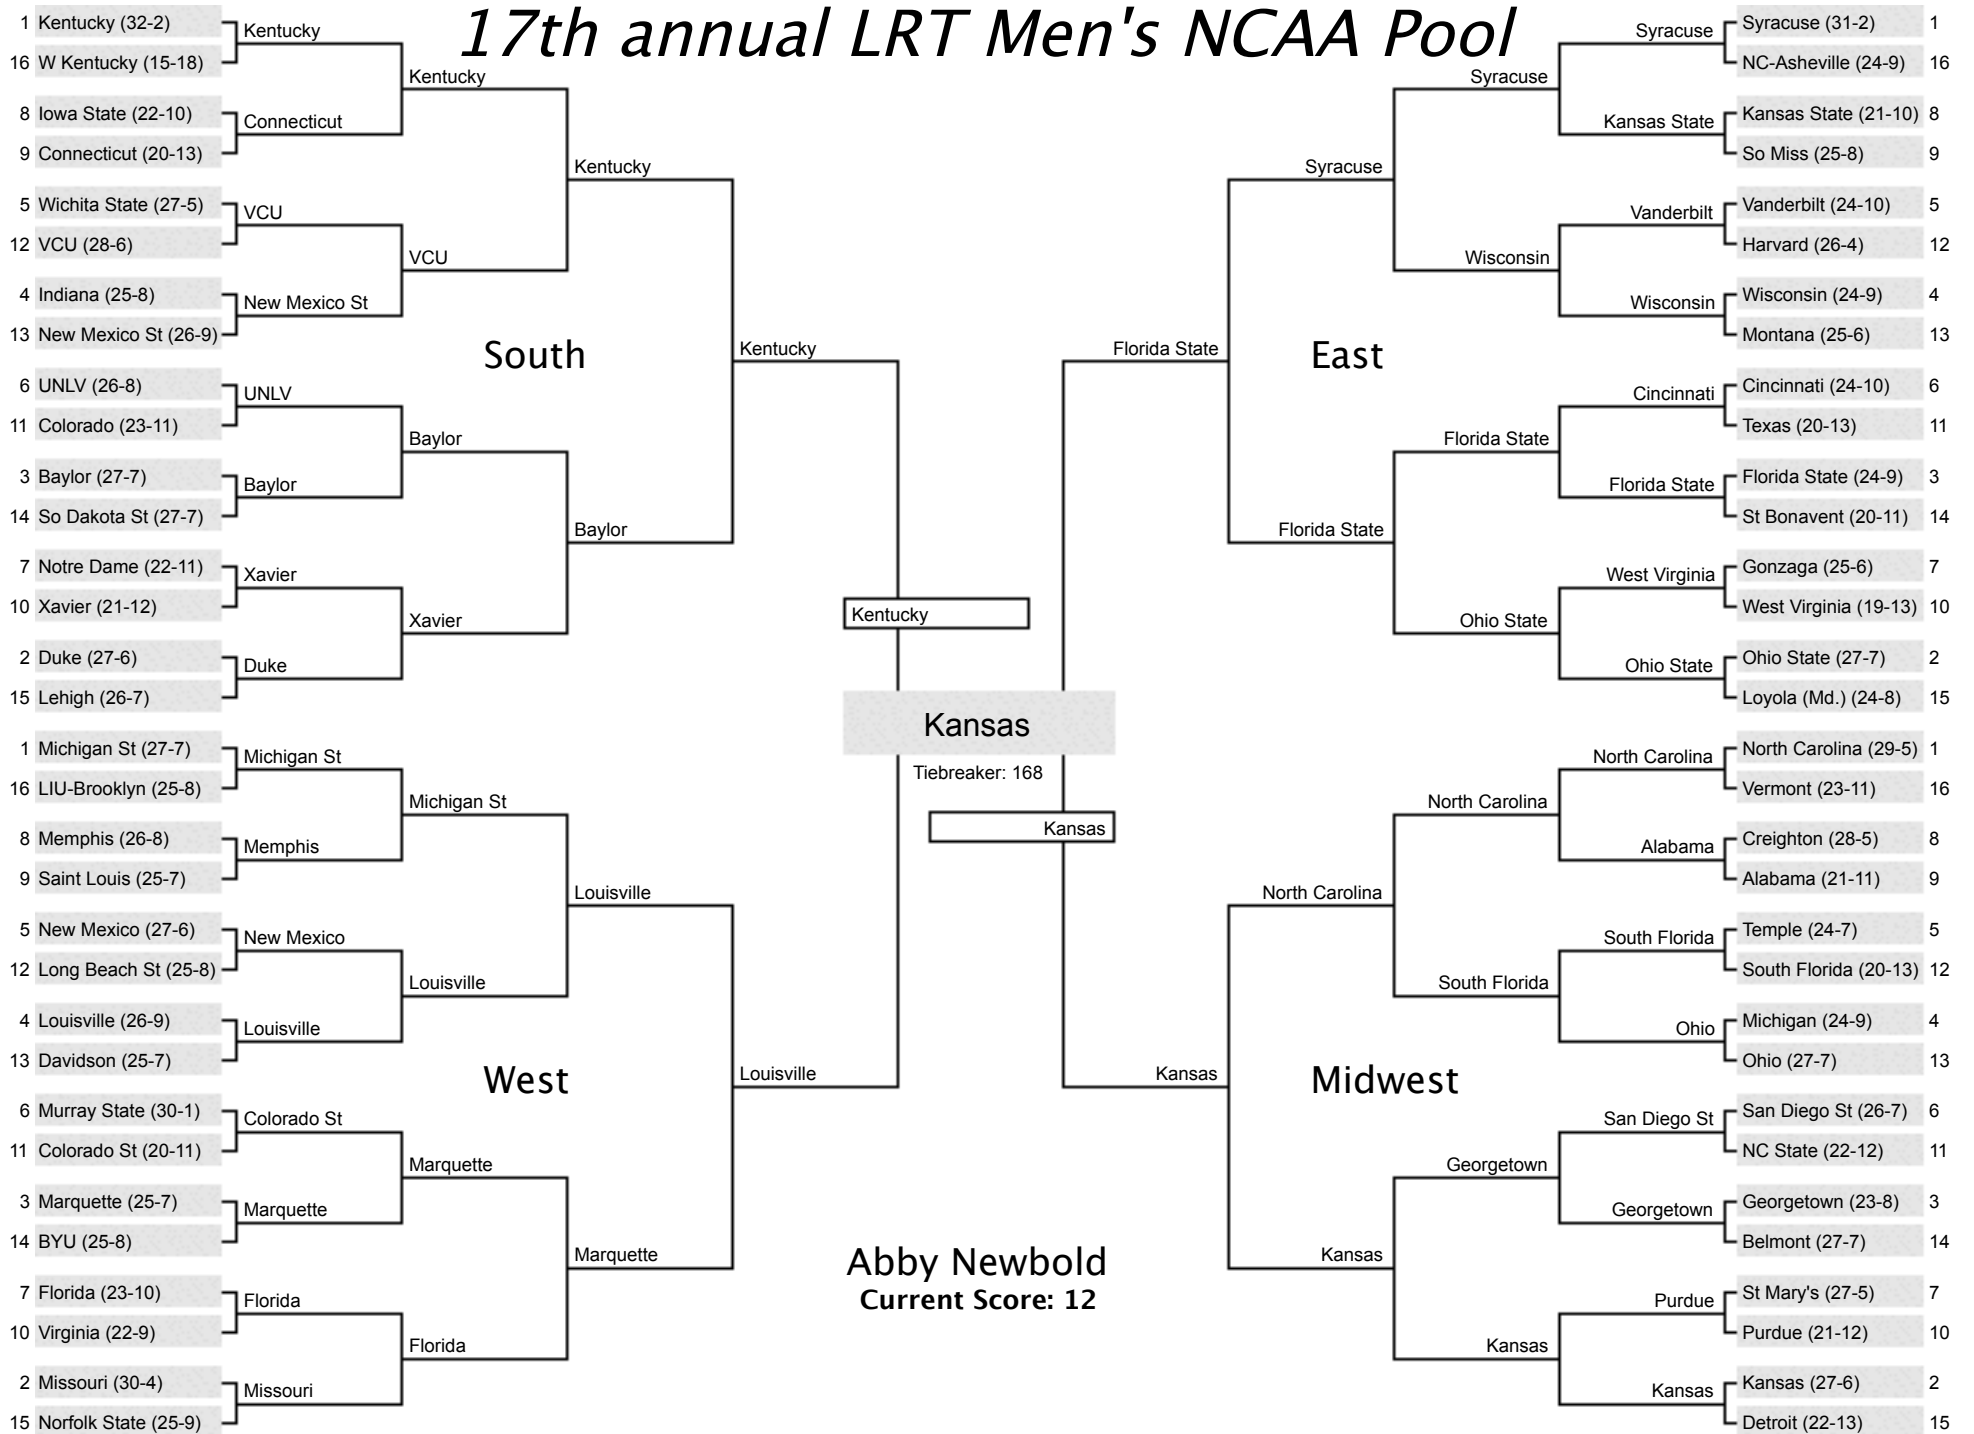 17th annual LRT Men's NCAA Pool
1 Kentucky (32-2)
16 W Kentucky (15-18)
8 Iowa State (22-10)
9 Connecticut (20-13)
5 Wichita State (27-5)
12 VCU (28-6)
4 Indiana (25-8)
13 New Mexico St (26-9)
6 UNLV (26-8)
11 Colorado (23-11)
3 Baylor (27-7)
14 So Dakota St (27-7)
7 Notre Dame (22-11)
10 Xavier (21-12)
2 Duke (27-6)
15 Lehigh (26-7)
Kentucky
Connecticut
VCU
New Mexico St
UNLV
Baylor
Xavier
Duke
Kentucky
VCU
Baylor
Xavier
Kentucky
Baylor
South
Kentucky
1 Michigan St (27-7)
16 LIU-Brooklyn (25-8)
8 Memphis (26-8)
9 Saint Louis (25-7)
5 New Mexico (27-6)
12 Long Beach St (25-8)
4 Louisville (26-9)
13 Davidson (25-7)
6 Murray State (30-1)
11 Colorado St (20-11)
3 Marquette (25-7)
14 BYU (25-8)
7 Florida (23-10)
10 Virginia (22-9)
2 Missouri (30-4)
15 Norfolk State (25-9)
Michigan St
Memphis
New Mexico
Louisville
Colorado St
Marquette
Florida
Missouri
Michigan St
Louisville
Marquette
Florida
Louisville
Marquette
West
Louisville
Kentucky
Kansas
Tiebreaker: 168
Kansas
Abby Newbold
Current Score: 12
Syracuse (31-2) 1
NC-Asheville (24-9) 16
Kansas State (21-10) 8
So Miss (25-8) 9
Vanderbilt (24-10) 5
Harvard (26-4) 12
Wisconsin (24-9) 4
Montana (25-6) 13
Cincinnati (24-10) 6
Texas (20-13) 11
Florida State (24-9) 3
St Bonavent (20-11) 14
Gonzaga (25-6) 7
West Virginia (19-13) 10
Ohio State (27-7) 2
Loyola (Md.) (24-8) 15
Syracuse
Kansas State
Vanderbilt
Wisconsin
Cincinnati
Florida State
West Virginia
Ohio State
Syracuse
Wisconsin
Florida State
Ohio State
Syracuse
Florida State
East
Florida State
North Carolina (29-5) 1
Vermont (23-11) 16
Creighton (28-5) 8
Alabama (21-11) 9
Temple (24-7) 5
South Florida (20-13) 12
Michigan (24-9) 4
Ohio (27-7) 13
San Diego St (26-7) 6
NC State (22-12) 11
Georgetown (23-8) 3
Belmont (27-7) 14
St Mary's (27-5) 7
Purdue (21-12) 10
Kansas (27-6) 2
Detroit (22-13) 15
North Carolina
Alabama
South Florida
Ohio
San Diego St
Georgetown
Purdue
Kansas
North Carolina
South Florida
Georgetown
Kansas
North Carolina
Kansas
Midwest
Kansas